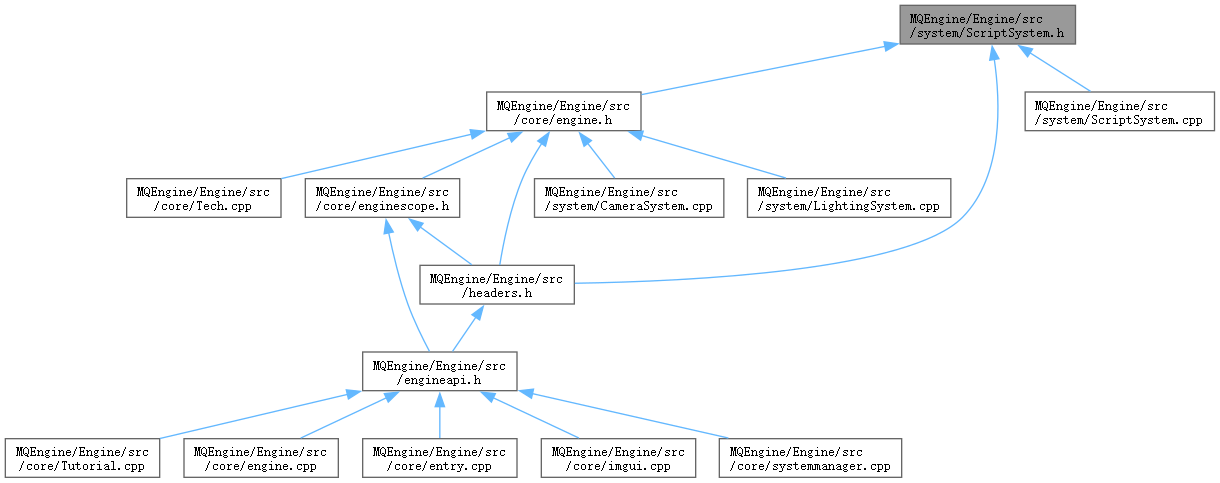 MQEngine/Engine/src
/system/ScriptSystem.h
MQEngine/Engine/src
/core/engine.h
MQEngine/Engine/src
/system/ScriptSystem.cpp
MQEngine/Engine/src
/core/Tech.cpp
MQEngine/Engine/src
/core/enginescope.h
MQEngine/Engine/src
/system/CameraSystem.cpp
MQEngine/Engine/src
/system/LightingSystem.cpp
MQEngine/Engine/src
/headers.h
MQEngine/Engine/src
/engineapi.h
MQEngine/Engine/src
/core/Tutorial.cpp
MQEngine/Engine/src
/core/engine.cpp
MQEngine/Engine/src
/core/entry.cpp
MQEngine/Engine/src
/core/imgui.cpp
MQEngine/Engine/src
/core/systemmanager.cpp